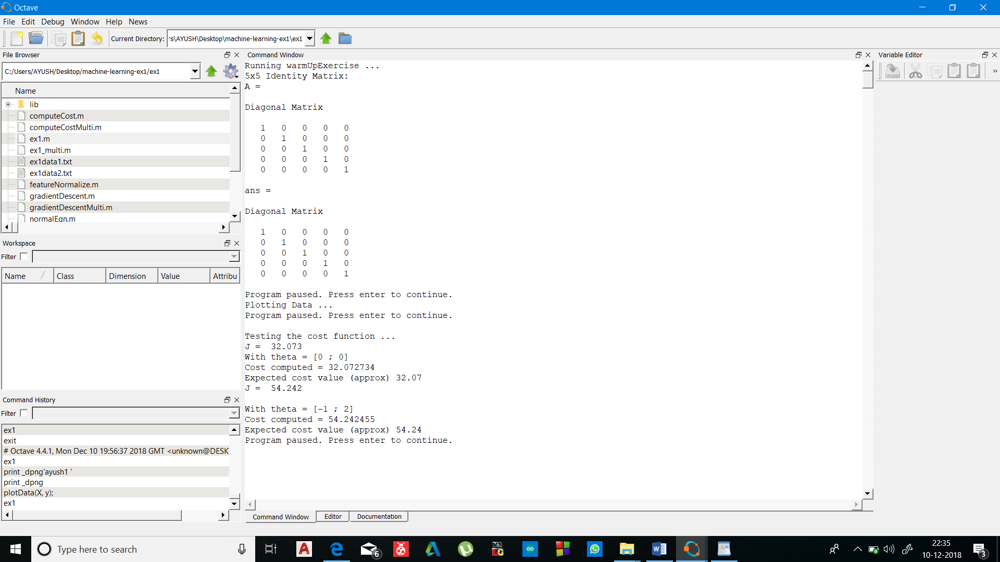 Octave
File Edit Debug Window Help News
Current Directory: rs\AYUSH\Desktop\machine-learning-ex1\ex1
File Browser
C:/Users/AYUSH/Desktop/machine-learning-ex1/ex1
Name
lib
computeCost.m
computeCostMulti.m
ex1.m
ex1_multi.m
ex1data1.txt
ex1data2.txt
featureNormalize.m
gradientDescent.m
gradientDescentMulti.m
normalEqn.m
Workspace
Filter
Name Class Dimension Value Attribu
Command History
Filter
ex1
exit
# Octave 4.4.1, Mon Dec 10 19:56:37 2018 GMT <unknown@DESK
ex1
print _dpng'ayush1 '
print _dpng
plotData(X, y);
ex1
Command Window
Running warmUpExercise ...
5x5 Identity Matrix:
A =
Diagonal Matrix
1 0 0 0 0
0 1 0 0 0
0 0 1 0 0
0 0 0 1 0
0 0 0 0 1
ans =
Diagonal Matrix
1 0 0 0 0
0 1 0 0 0
0 0 1 0 0
0 0 0 1 0
0 0 0 0 1
Program paused. Press enter to continue.
Plotting Data ...
Program paused. Press enter to continue.
Testing the cost function ...
J =  32.073
With theta = [0 ; 0]
Cost computed = 32.072734
Expected cost value (approx) 32.07
J =  54.242
With theta = [-1 ; 2]
Cost computed = 54.242455
Expected cost value (approx) 54.24
Program paused. Press enter to continue.
Command Window Editor Documentation
Variable Editor
»
Type here to search
6
MS
22:35
10-12-2018
3